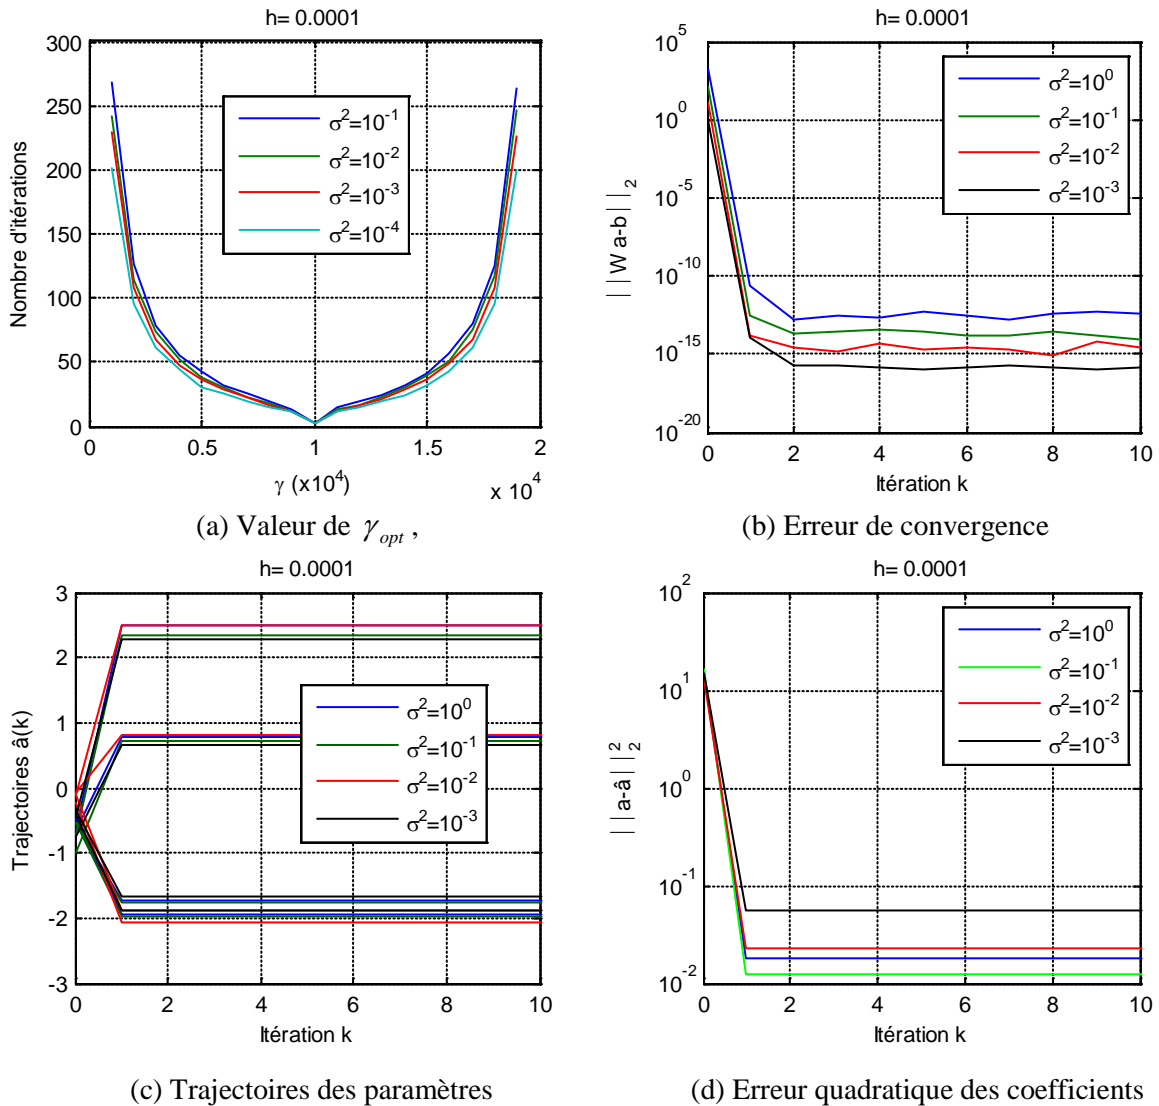 h= 0.0001
Nombre d'itérations
300
250
200
150
100
50
0
σ²=10⁻¹
σ²=10⁻²
σ²=10⁻³
σ²=10⁻⁴
0 0.5 1 1.5 2
γ (x10⁴)
x 10⁴
(a) Valeur de γ_opt ,
h= 0.0001
||W a-b||₂
10⁵
10⁰
10⁻⁵
10⁻¹⁰
10⁻¹⁵
10⁻²⁰
σ²=10⁰
σ²=10⁻¹
σ²=10⁻²
σ²=10⁻³
0 2 4 6 8 10
Itération k
(b) Erreur de convergence
h= 0.0001
Trajectoires â(k)
3
2
1
0
-1
-2
-3
σ²=10⁰
σ²=10⁻¹
σ²=10⁻²
σ²=10⁻³
0 2 4 6 8 10
Itération k
(c) Trajectoires des paramètres
h= 0.0001
||a-â||₂²
10²
10¹
10⁰
10⁻¹
10⁻²
σ²=10⁰
σ²=10⁻¹
σ²=10⁻²
σ²=10⁻³
0 2 4 6 8 10
Itération k
(d) Erreur quadratique des coefficients